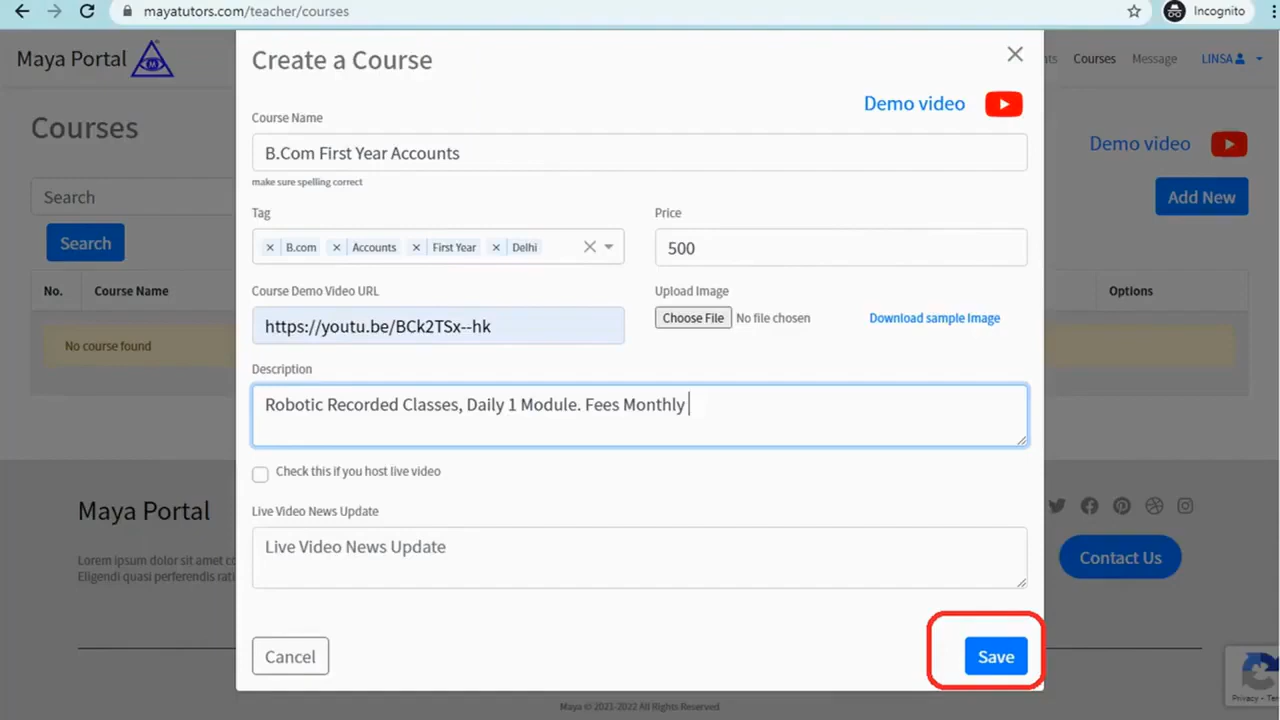 mayatutors.com/teacher/courses
Incognito
Maya Portal
M
Courses
Message
LINSA
Courses
Demo video
Search
Add New
Search
No.
Course Name
Options
No course found
Create a Course
Demo video
Course Name
B.Com First Year Accounts
make sure spelling correct
Tag
Price
B.com
Accounts
First Year
Delhi
500
Course Demo Video URL
Upload Image
https://youtu.be/BCk2TSx--hk
Choose File
No file chosen
Download sample Image
Description
Robotic Recorded Classes, Daily 1 Module. Fees Monthly
Check this if you host live video
Live Video News Update
Live Video News Update
Cancel
Save
Maya Portal
Lorem ipsum dolor sit amet
Eligendi quasi perferendis
Contact Us
Maya © 2021-2022 All Rights Reserved
Privacy